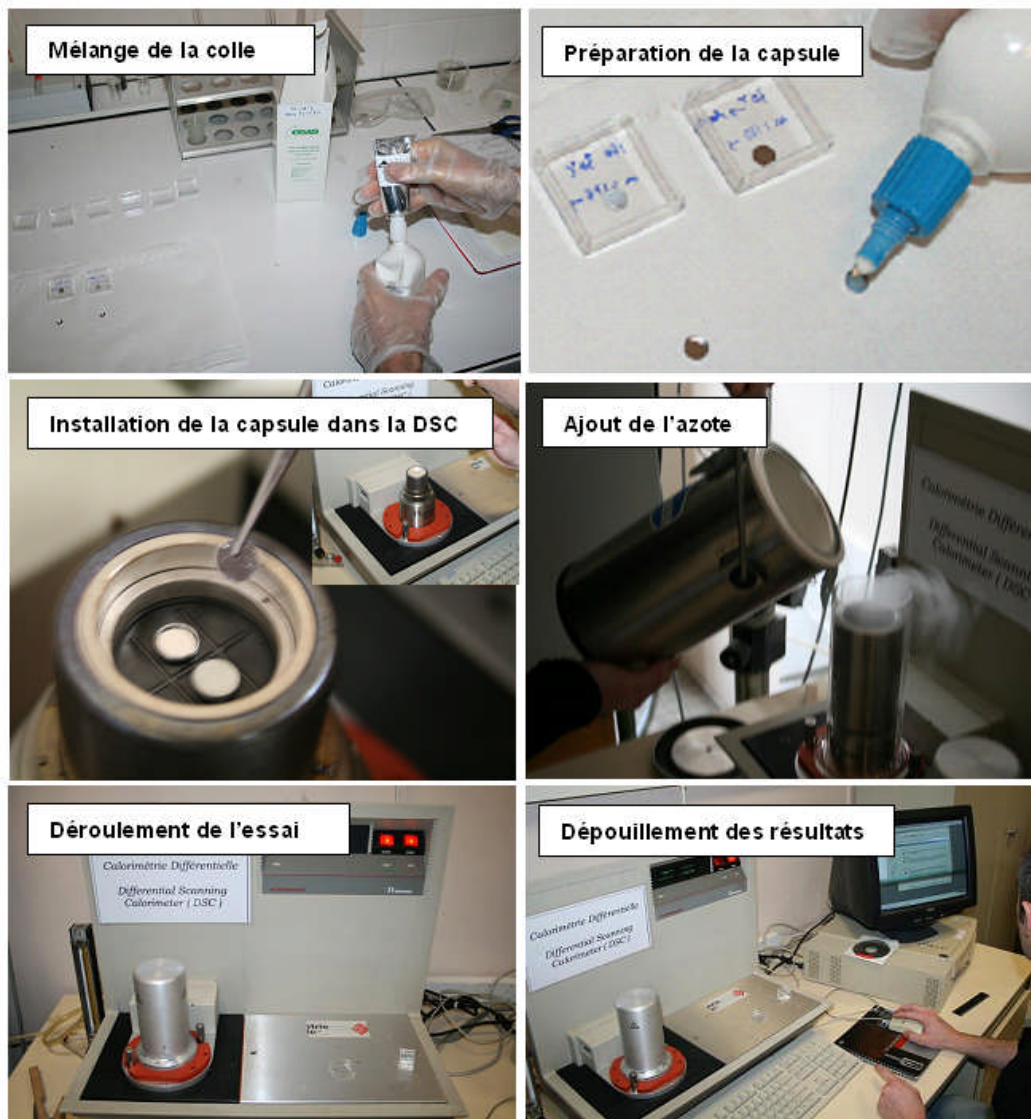 Mélange de la colle
Préparation de la capsule
Installation de la capsule dans la DSC
Ajout de l'azote
Calorimétrie Différen
Differential Scan
Calorimeter ( DSC )
Déroulement de l'essai
Calorimétrie Différentielle
Differential Scanning
Calorimeter ( DSC )
Dépouillement des résultats
Calorimétrie Différentielle
Differential Scanning
Calorimeter ( DSC )